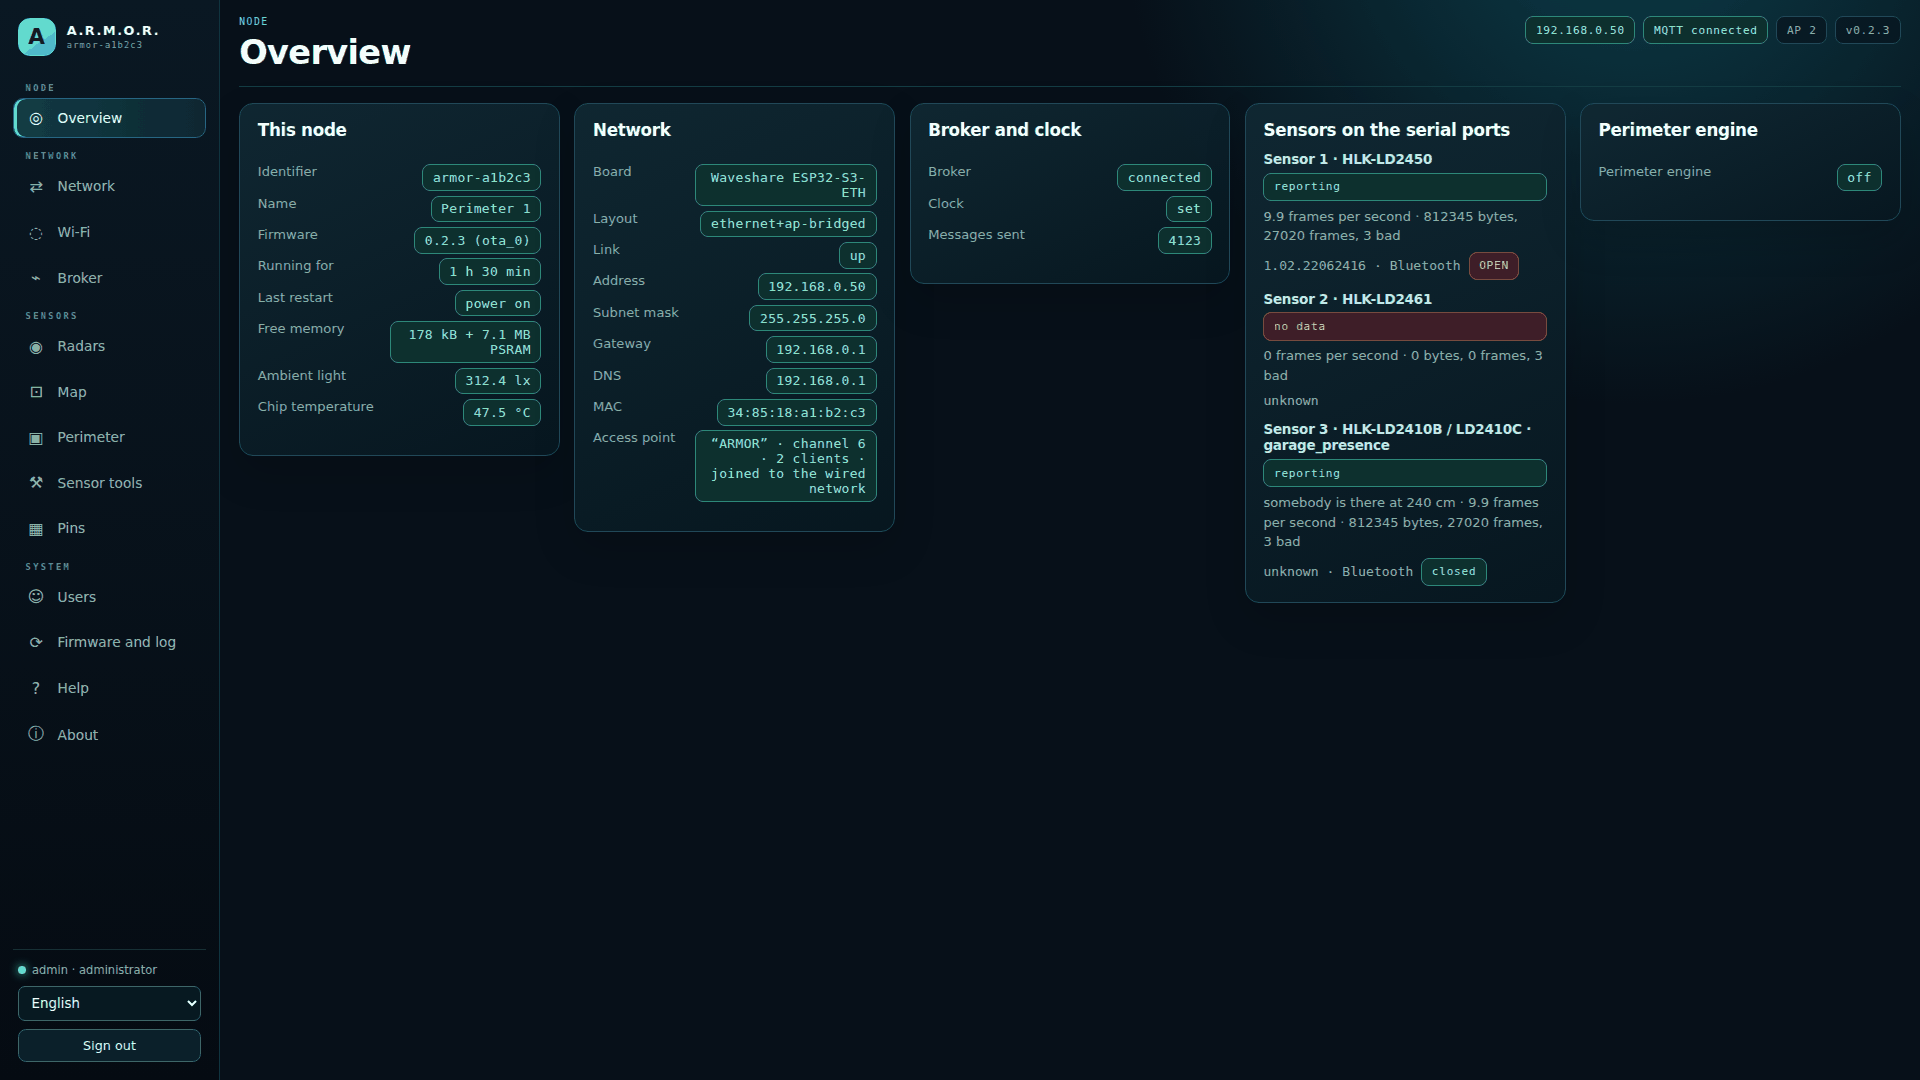 A
A.R.M.O.R.
armor-a1b2c3
NODE
Overview
NETWORK
Network
Wi-Fi
Broker
SENSORS
Radars
Map
Perimeter
Sensor tools
Pins
SYSTEM
Users
Firmware and log
? Help
About
admin · administrator
English
Sign out
NODE
Overview
192.168.0.50
MQTT connected
AP 2
v0.2.3
This node
Identifier armor-a1b2c3
Name Perimeter 1
Firmware 0.2.3 (ota_0)
Running for 1 h 30 min
Last restart power on
Free memory 178 kB + 7.1 MB
PSRAM
Ambient light 312.4 lx
Chip temperature 47.5 °C
Network
Board Waveshare ESP32-S3-
ETH
Layout ethernet+ap-bridged
Link up
Address 192.168.0.50
Subnet mask 255.255.255.0
Gateway 192.168.0.1
DNS 192.168.0.1
MAC 34:85:18:a1:b2:c3
Access point “ARMOR” · channel 6
· 2 clients ·
joined to the wired
network
Broker and clock
Broker connected
Clock set
Messages sent 4123
Sensors on the serial ports
Sensor 1 · HLK-LD2450
reporting
9.9 frames per second · 812345 bytes,
27020 frames, 3 bad
1.02.22062416 · Bluetooth OPEN
Sensor 2 · HLK-LD2461
no data
0 frames per second · 0 bytes, 0 frames, 3
bad
unknown
Sensor 3 · HLK-LD2410B / LD2410C ·
garage_presence
reporting
somebody is there at 240 cm · 9.9 frames
per second · 812345 bytes, 27020 frames,
3 bad
unknown · Bluetooth closed
Perimeter engine
Perimeter engine off